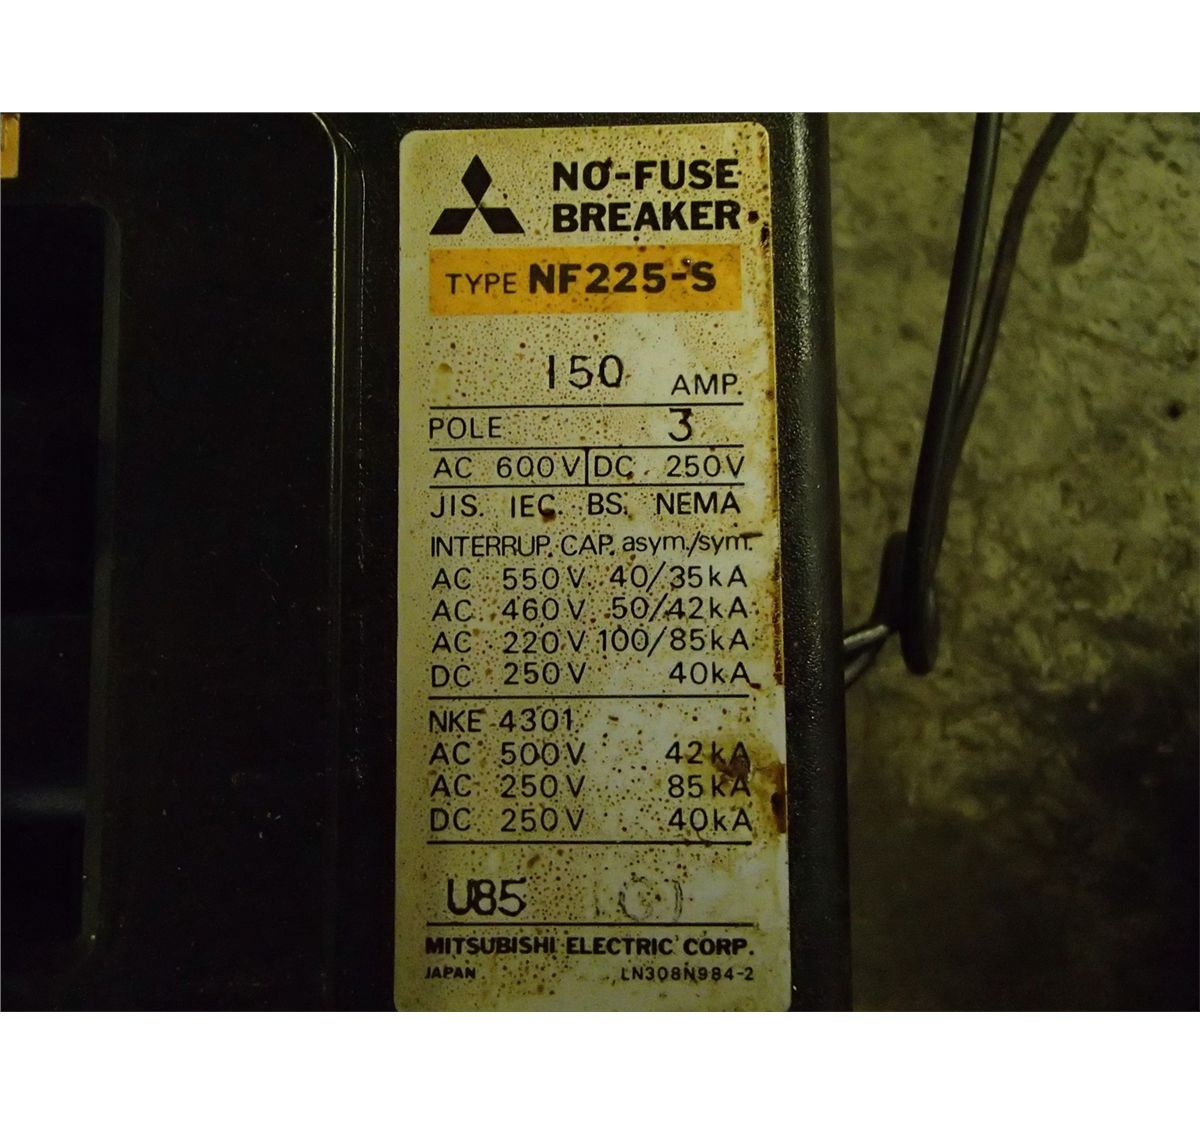 NO-FUSE
BREAKER
TYPE NF225-S
150 AMP.
POLE 3
AC 600V DC 250V
JIS. IEC. BS. NEMA
INTERRUP. CAP. asym./sym.
AC 550V 40/35kA
AC 460V 50/42kA
AC 220V 100/85kA
DC 250V 40kA
NKE 4301
AC 500V 42kA
AC 250V 85kA
DC 250V 40kA
U85
MITSUBISHI ELECTRIC CORP.
JAPAN LN308N984-2